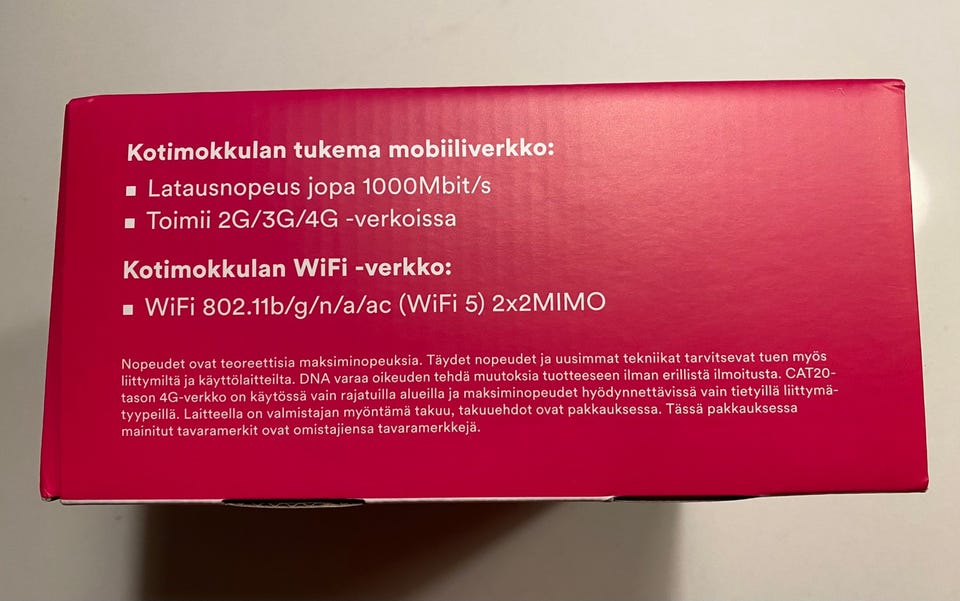 Kotimokkulan tukema mobiiliverkko:
▪ Latausnopeus jopa 1000Mbit/s
▪ Toimii 2G/3G/4G -verkoissa
Kotimokkulan WiFi -verkko:
▪ WiFi 802.11b/g/n/a/ac (WiFi 5) 2x2MIMO
Nopeudet ovat teoreettisia maksiminopeuksia. Täydet nopeudet ja uusimmat tekniikat tarvitsevat tuen myös
liittymiltä ja käyttölaitteilta. DNA varaa oikeuden tehdä muutoksia tuotteeseen ilman erillistä ilmoitusta. CAT20-
tason 4G-verkko on käytössä vain rajatuilla alueilla ja maksiminopeudet hyödynnettävissä vain tietyillä liittymä-
tyypeillä. Laitteella on valmistajan myöntämä takuu, takuuehdot ovat pakkauksessa. Tässä pakkauksessa
mainitut tavaramerkit ovat omistajiensa tavaramerkkejä.